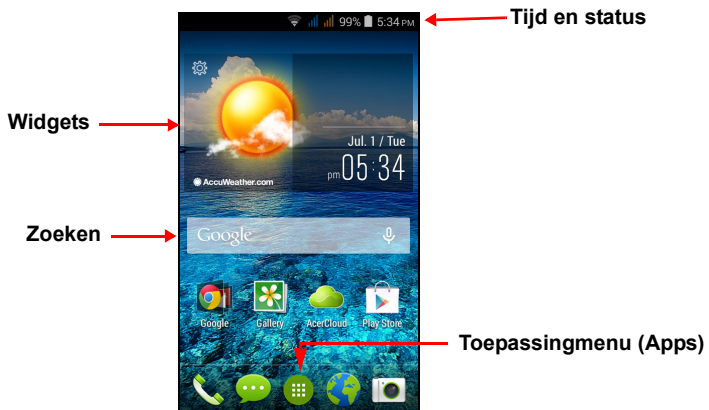 99% 5:34 PM
Tijd en status
Widgets
Jul. 1 / Tue
pm 05:34
AccuWeather.com
Zoeken
Google
Google Gallery AcerCloud Play Store
Toepassingmenu (Apps)